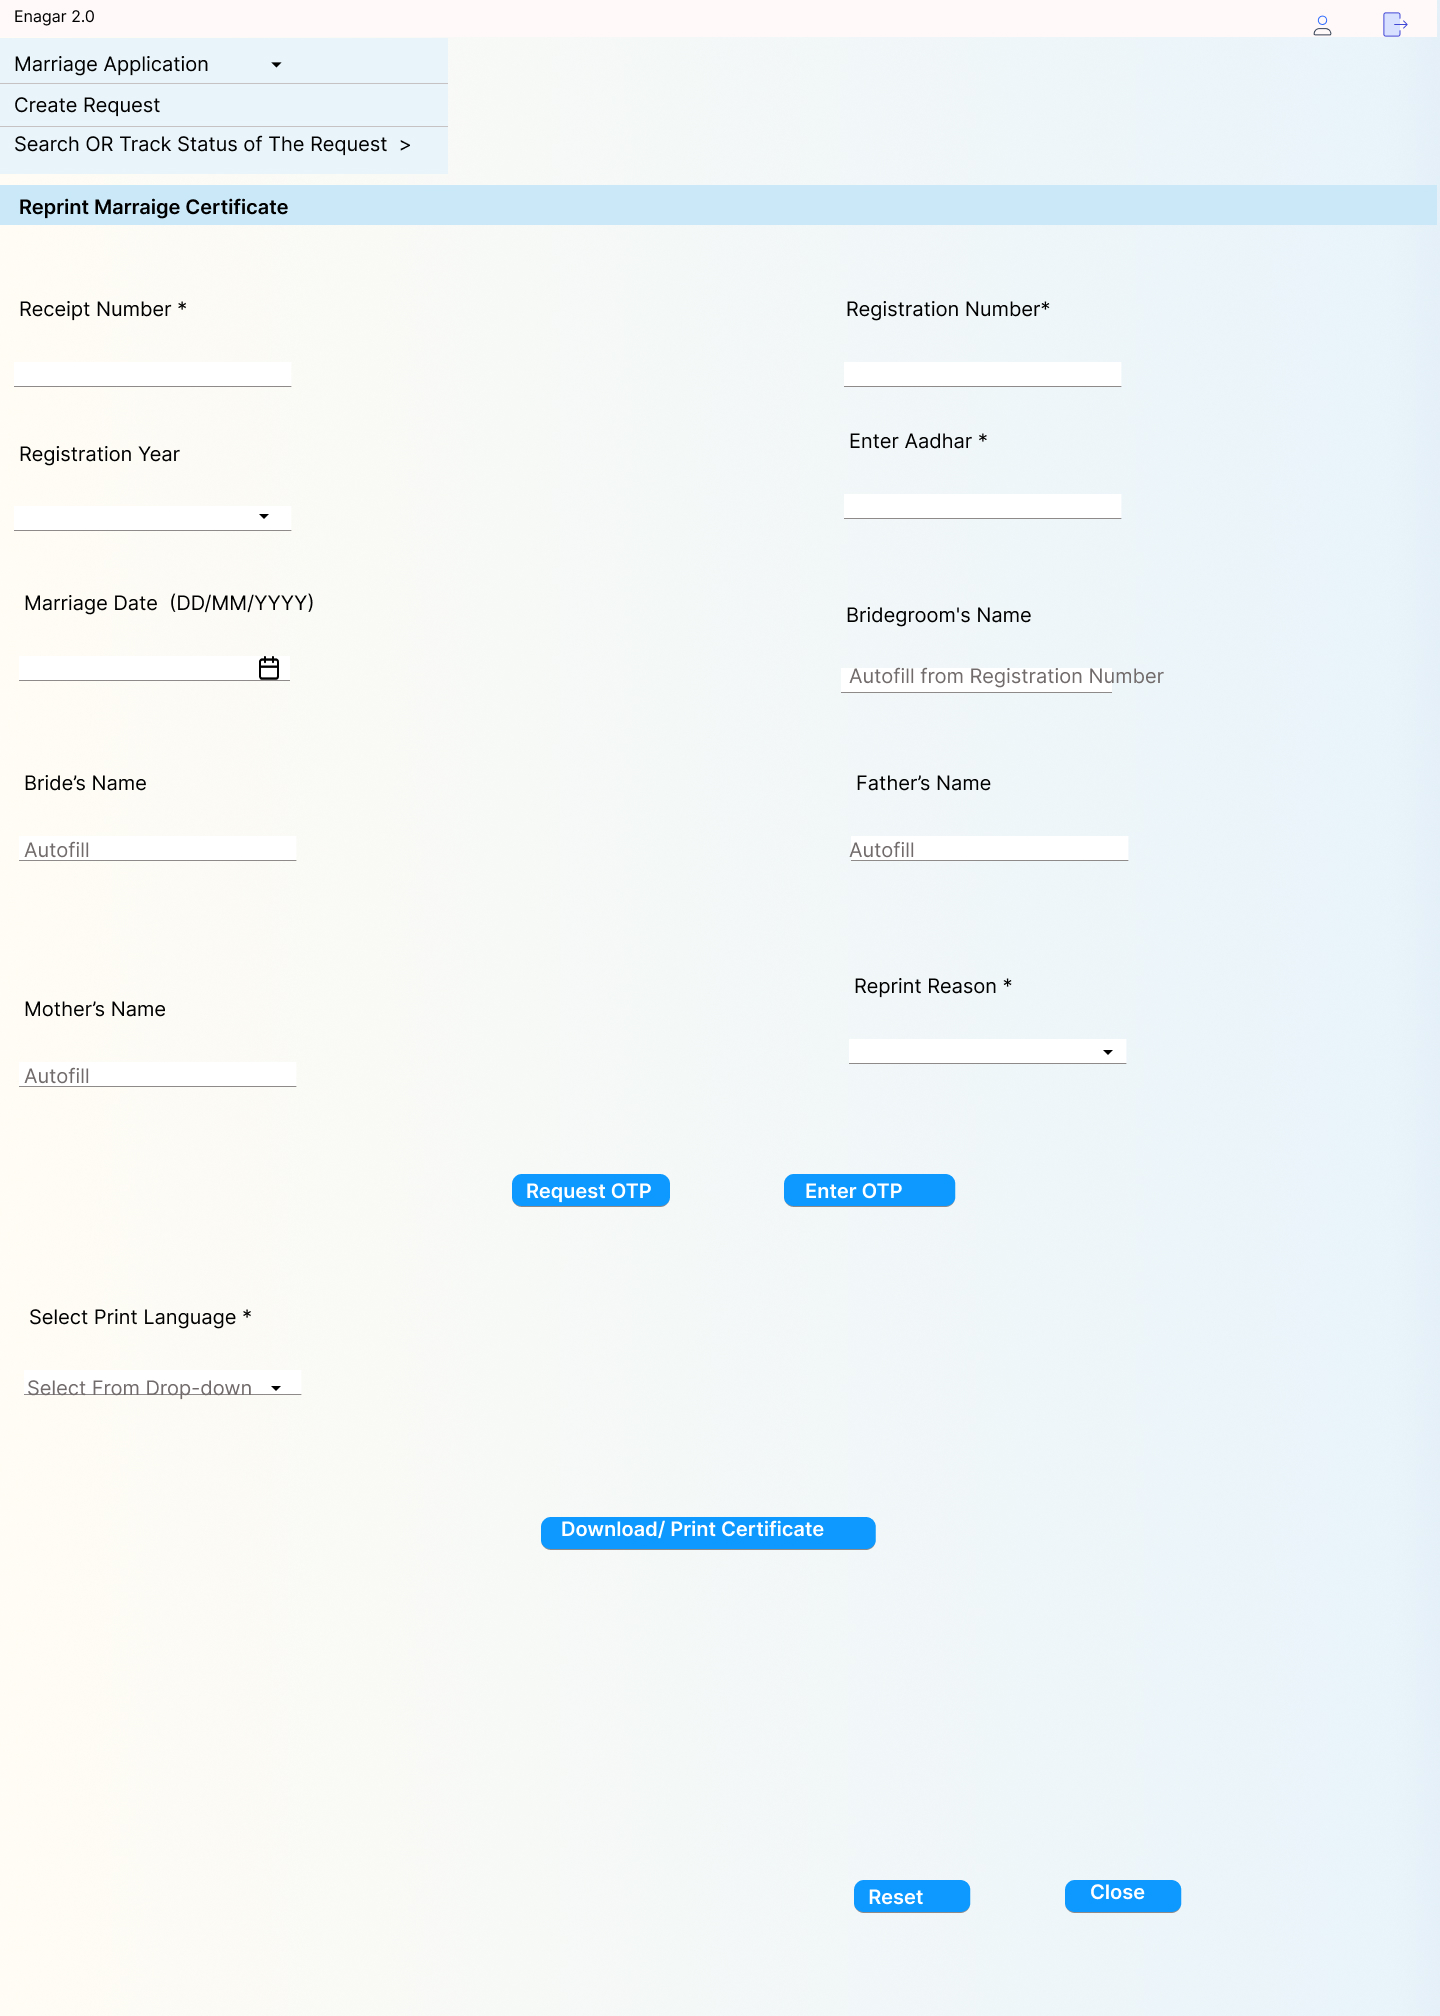 Enagar 2.0
Marriage Application
Create Request
Search OR Track Status of The Request >
Reprint Marraige Certificate
Receipt Number *
Registration Number*
Registration Year
Enter Aadhar *
Marriage Date (DD/MM/YYYY)
Bridegroom's Name
Autofill from Registration Number
Bride’s Name
Father’s Name
Autofill
Autofill
Reprint Reason *
Mother’s Name
Autofill
Request OTP
Enter OTP
Select Print Language *
Select From Drop-down
Download/ Print Certificate
Reset
Close